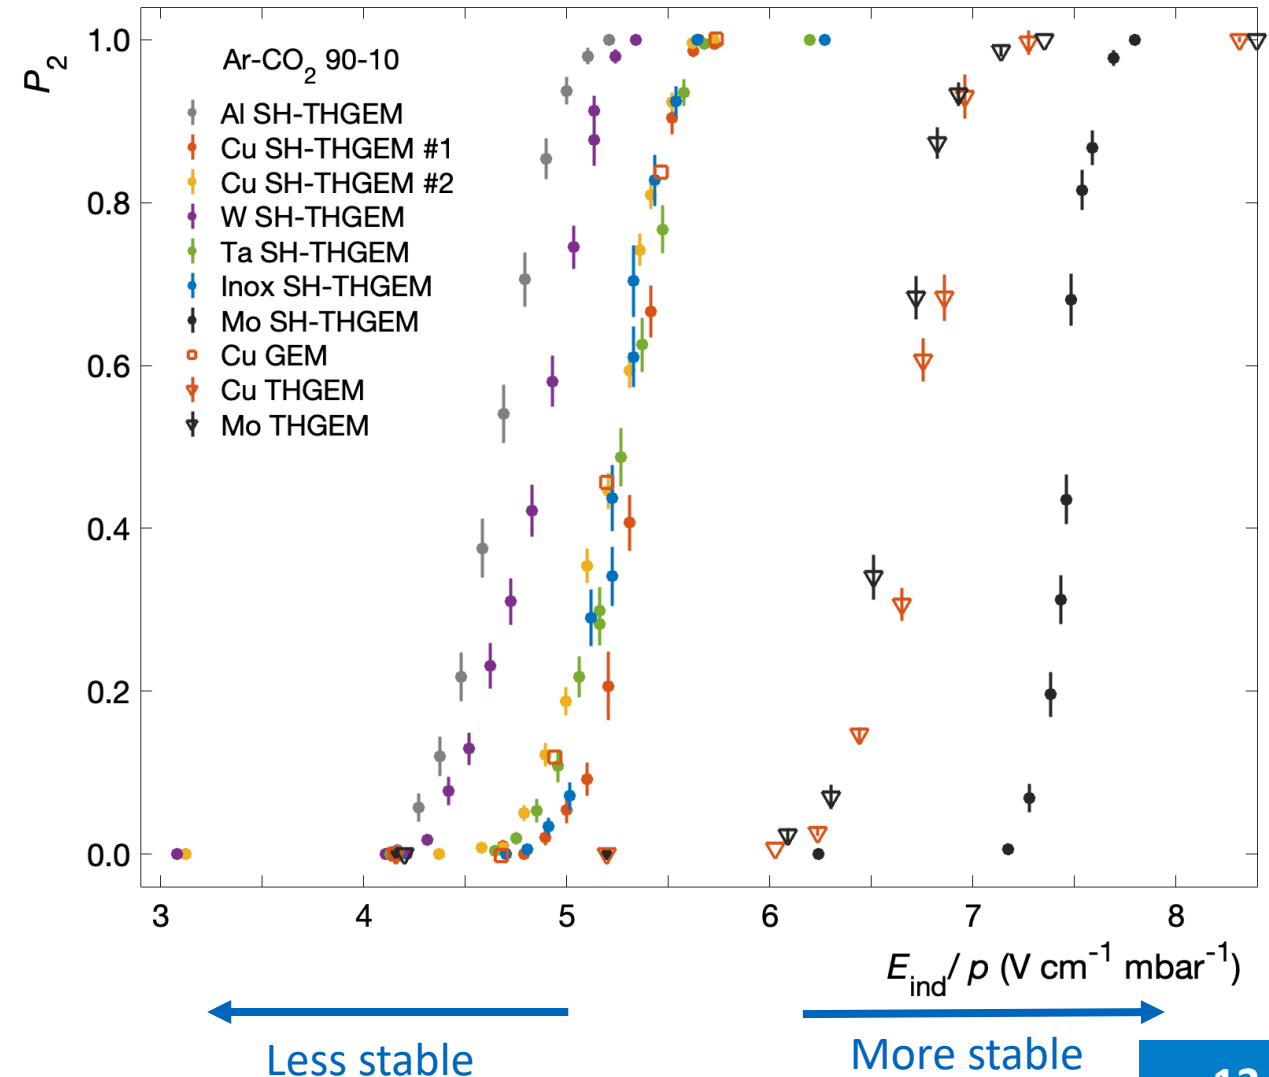 P2
1.0
0.8
0.6
0.4
0.2
0.0
Ar-CO2 90-10
Al SH-THGEM
Cu SH-THGEM #1
Cu SH-THGEM #2
W SH-THGEM
Ta SH-THGEM
Inox SH-THGEM
Mo SH-THGEM
Cu GEM
Cu THGEM
Mo THGEM
3 4 5 6 7 8
Eind/ p (V cm-1 mbar-1)
Less stable
More stable